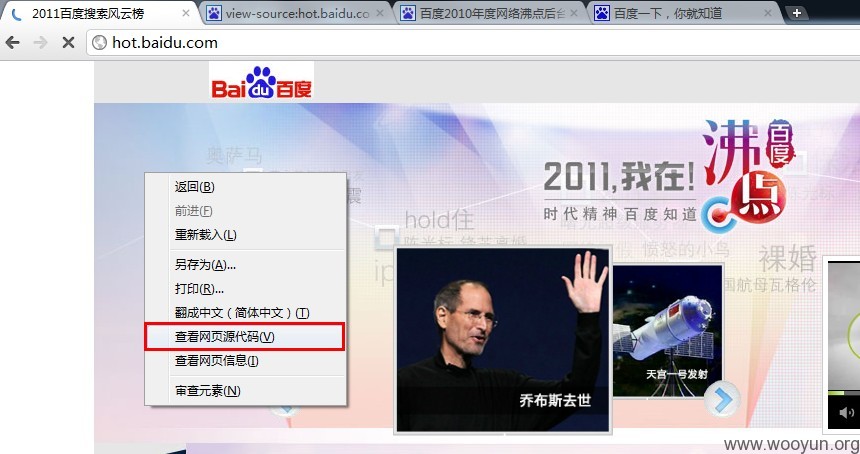 2011百度搜索风云榜
view-source:hot.baidu.co
百度2010年度网络沸点后台
百度一下，你就知道
hot.baidu.com
Bai du 百度
奥萨马
震
返回(B)
前进(F)
重新载入(L)
另存为(A)...
打印(R)...
翻成中文（简体中文）(T)
查看网页源代码(V)
查看网页信息(I)
审查元素(N)
2011,我在!
时代精神百度知道
百度
沸点
hold住
愤怒的小鸟
裸婚
国航母瓦格伦
乔布斯去世
天宫一号发射
www.wooyun.org